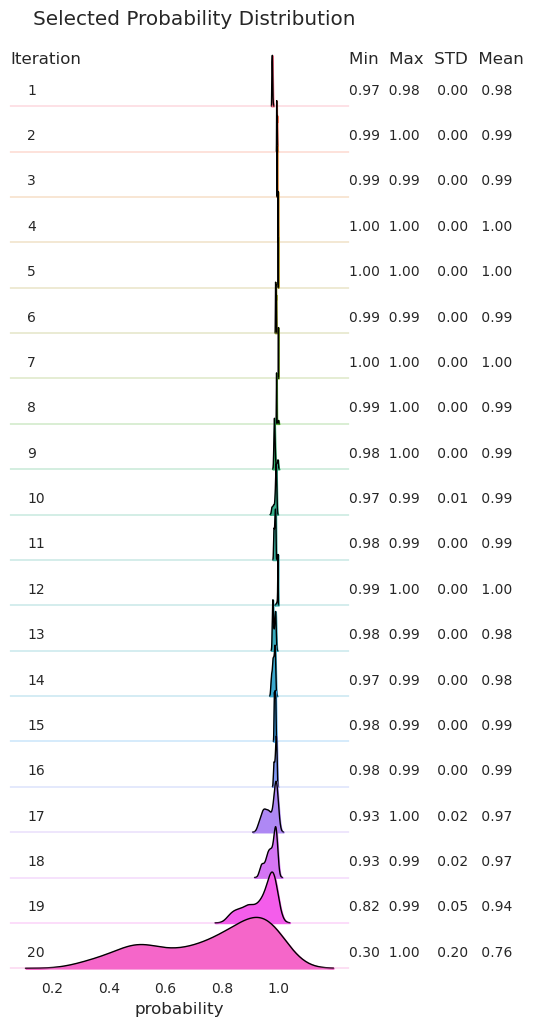 Selected Probability Distribution
Iteration Min Max STD Mean
1 0.97 0.98 0.00 0.98
2 0.99 1.00 0.00 0.99
3 0.99 0.99 0.00 0.99
4 1.00 1.00 0.00 1.00
5 1.00 1.00 0.00 1.00
6 0.99 0.99 0.00 0.99
7 1.00 1.00 0.00 1.00
8 0.99 1.00 0.00 0.99
9 0.98 1.00 0.00 0.99
10 0.97 0.99 0.01 0.99
11 0.98 0.99 0.00 0.99
12 0.99 1.00 0.00 1.00
13 0.98 0.99 0.00 0.98
14 0.97 0.99 0.00 0.98
15 0.98 0.99 0.00 0.99
16 0.98 0.99 0.00 0.99
17 0.93 1.00 0.02 0.97
18 0.93 0.99 0.02 0.97
19 0.82 0.99 0.05 0.94
20 0.30 1.00 0.20 0.76
0.2 0.4 0.6 0.8 1.0
probability